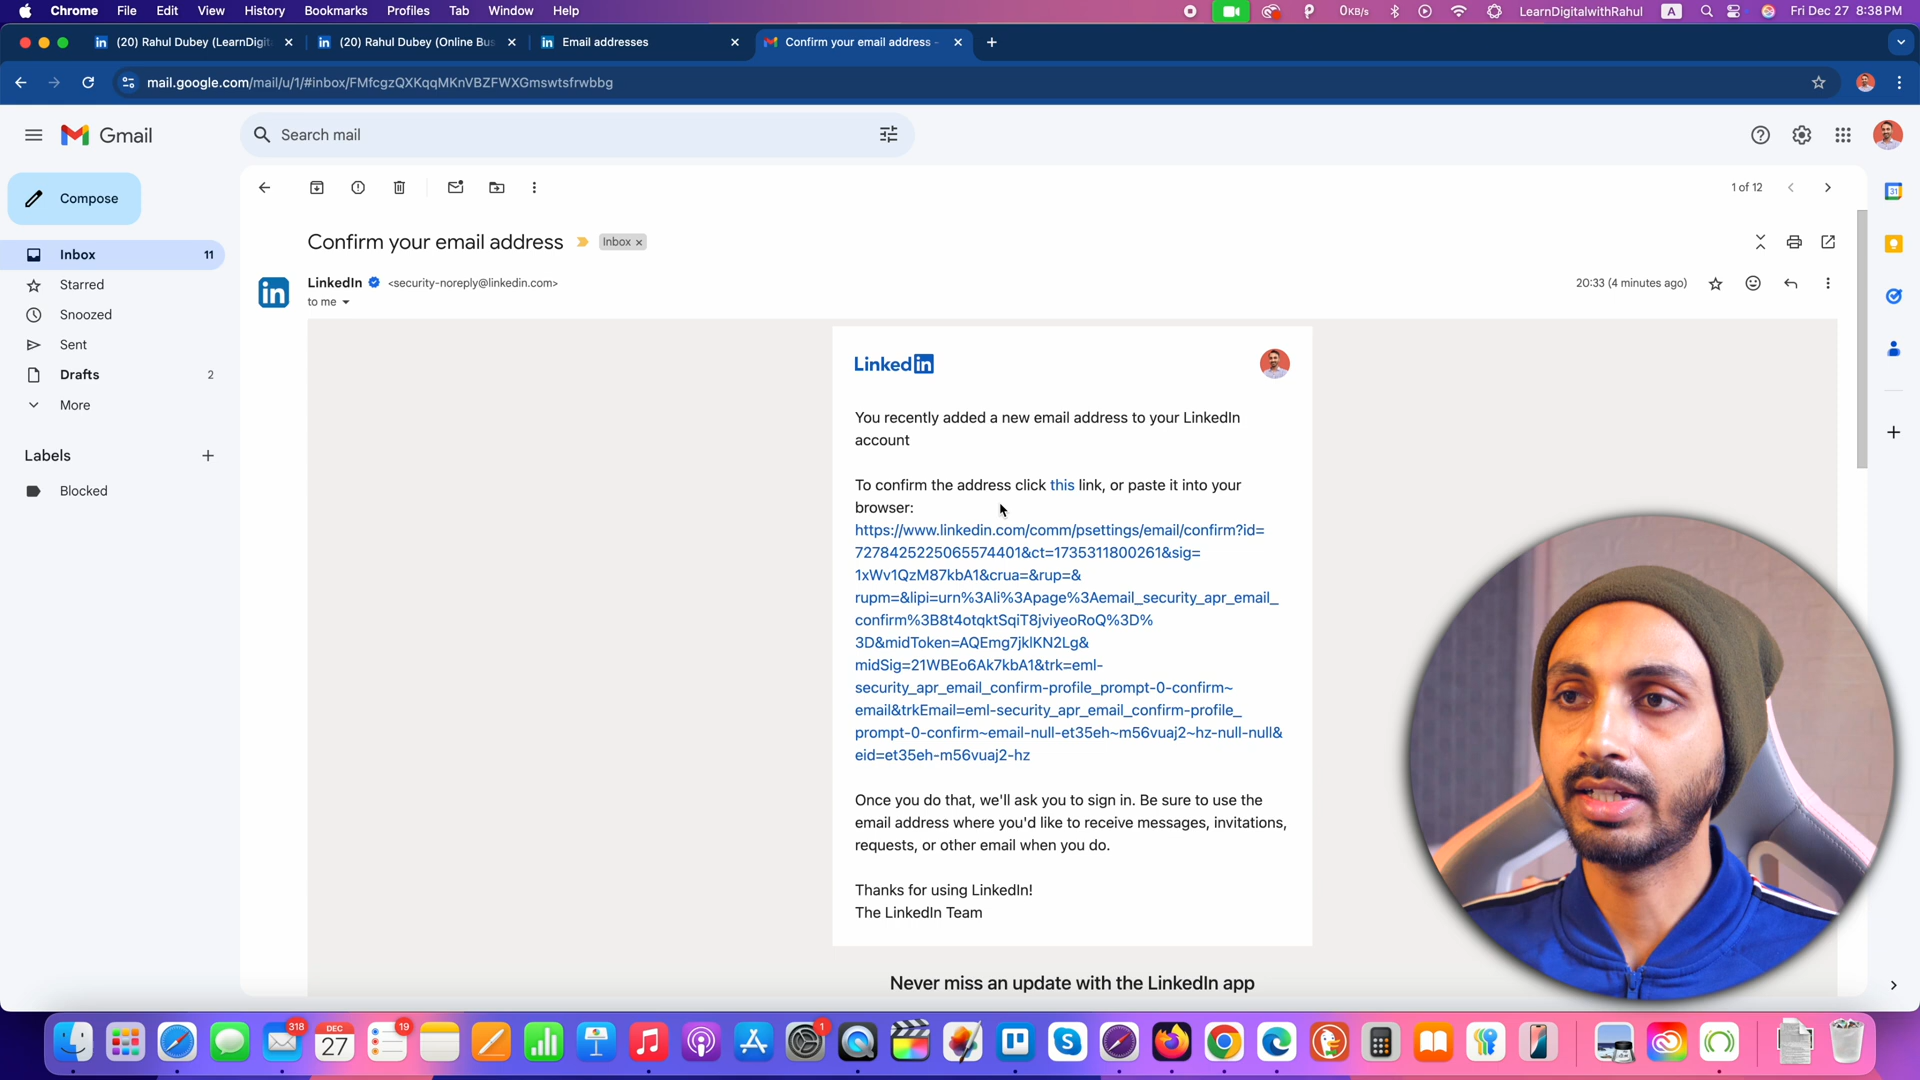 Chrome File Edit View History Bookmarks Profiles Tab Window Help
0KB/s LearnDigitalwithRahul A Fri Dec 27 8:38 PM
(20) Rahul Dubey (LearnDigit
(20) Rahul Dubey (Online Bus
Email addresses
Confirm your email address -
mail.google.com/mail/u/1/#inbox/FMfcgzQXKqqMKnVBZFWXGmswtsfrwbbg
Gmail
Search mail
Compose
1 of 12
31
Inbox 11
Starred
Snoozed
Sent
Drafts 2
More
Labels
Blocked
Confirm your email address
Inbox
LinkedIn <security-noreply@linkedin.com>
20:33 (4 minutes ago)
to me
in
Linked in
You recently added a new email address to your LinkedIn
account
To confirm the address click this link, or paste it into your
browser:
https://www.linkedin.com/comm/psettings/email/confirm?id=
7278425225065574401&ct=1735311800261&sig=
1xWv1QzM87kbA1&crua=&rup=&
rupm=&lipi=urn%3Ali%3Apage%3Aemail_security_apr_email_
confirm%3B8t4otqktSqiT8jviyeoRoQ%3D%
3D&midToken=AQEmg7jklKN2Lg&
midSig=21WBEo6Ak7kbA1&trk=eml-
security_apr_email_confirm-profile_prompt-0-confirm~
email&trkEmail=eml-security_apr_email_confirm-profile_
prompt-0-confirm~email-null-et35eh~m56vuaj2~hz-null-null&
eid=et35eh-m56vuaj2-hz
Once you do that, we'll ask you to sign in. Be sure to use the
email address where you'd like to receive messages, invitations,
requests, or other email when you do.
Thanks for using LinkedIn!
The LinkedIn Team
Never miss an update with the LinkedIn app
318
DEC
27
19
1